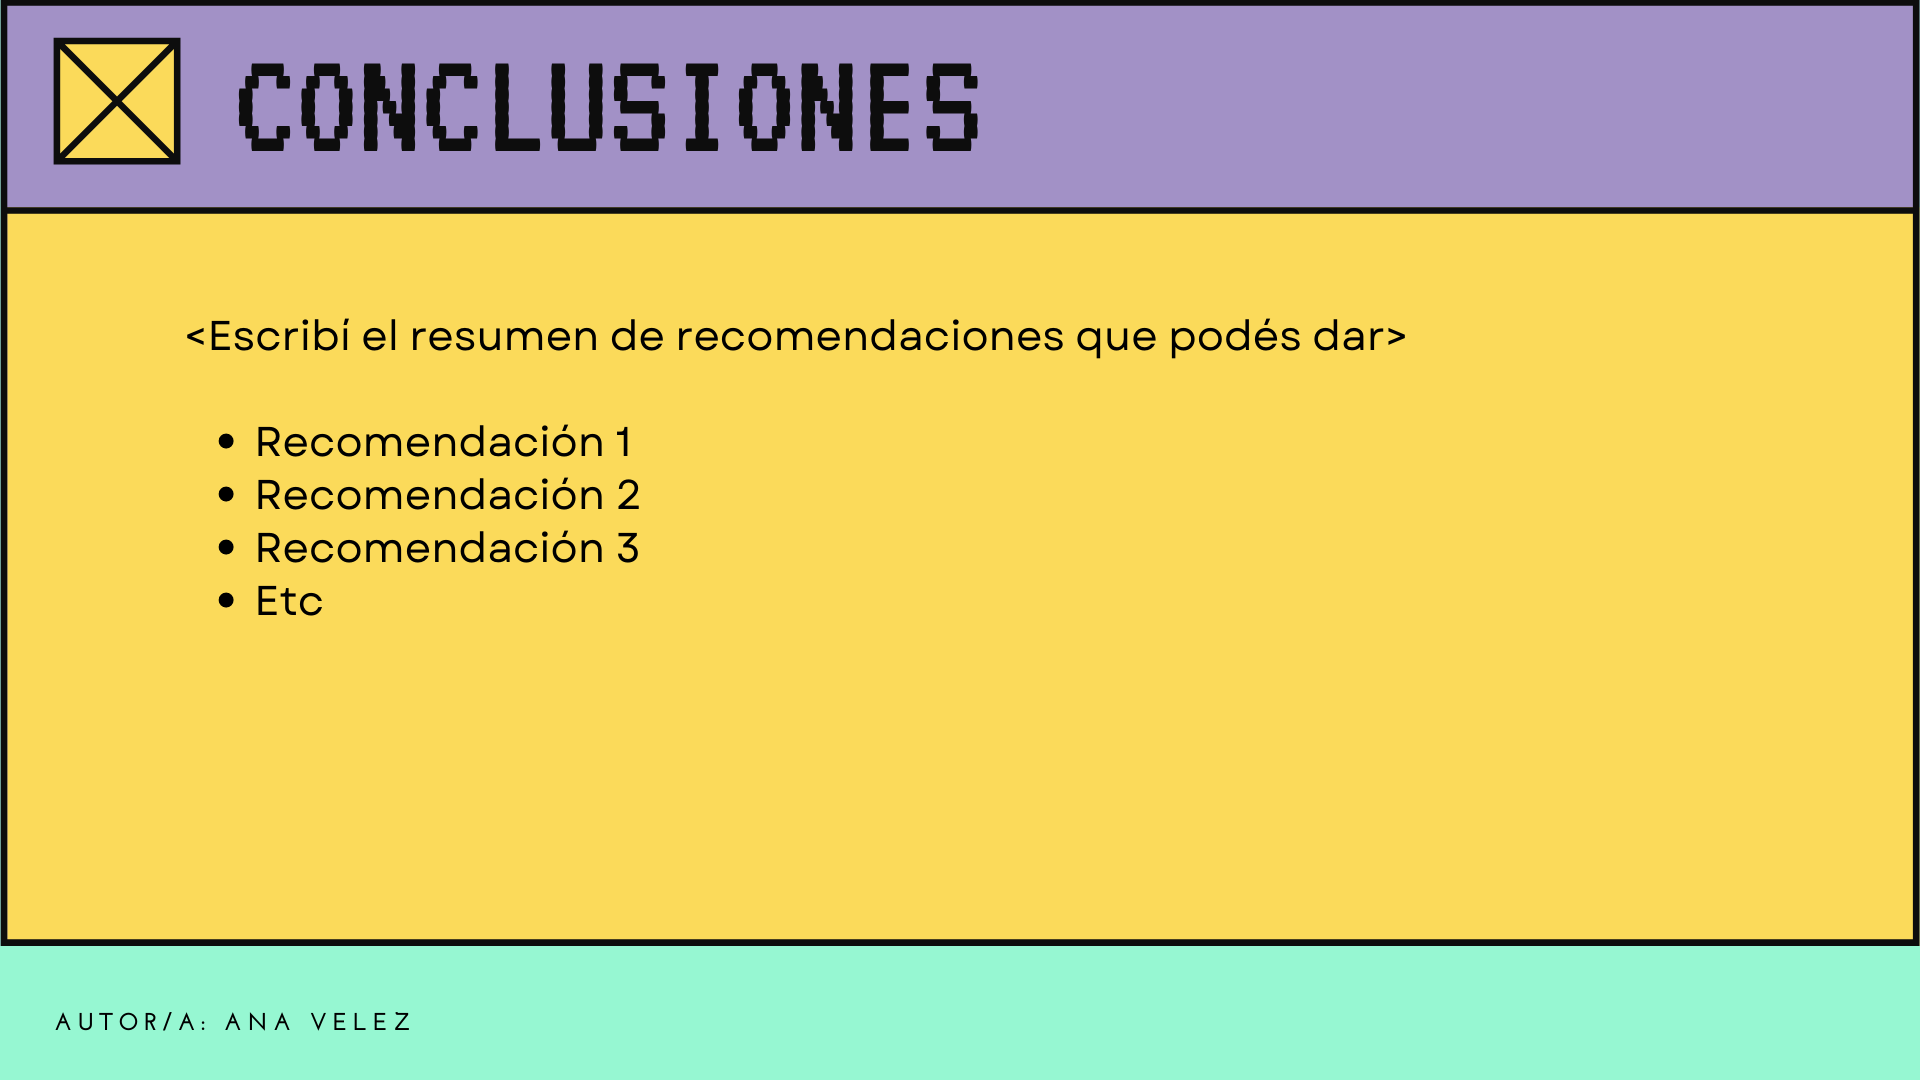 CONCLUSIONES
<Escribí el resumen de recomendaciones que podés dar>
• Recomendación 1
• Recomendación 2
• Recomendación 3
• Etc
AUTOR/A: ANA VELEZ